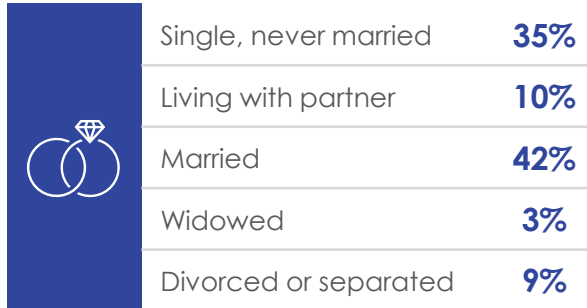 Single, never married 35%
Living with partner 10%
Married 42%
Widowed 3%
Divorced or separated 9%